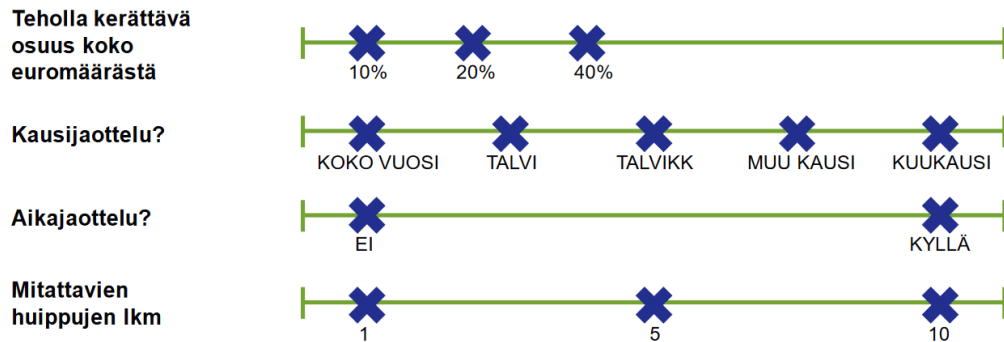 Teholla kerättävä
osuus koko
euromäärästä
10% 20% 40%
Kausijaottelu?
KOKO VUOSI TALVI TALVIKK MUU KAUSI KUUKAUSI
Aikajaottelu?
EI KYLLÄ
Mitattavien
huippujen lkm
1 5 10